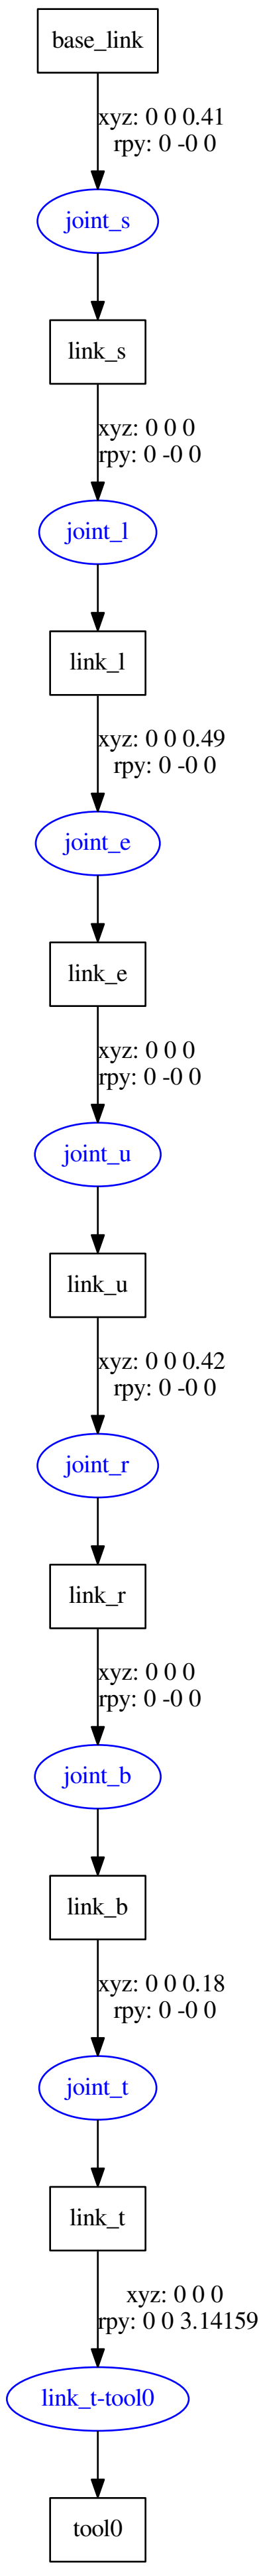 base_link
xyz: 0 0 0.41
rpy: 0 -0 0
joint_s
link_s
xyz: 0 0 0
rpy: 0 -0 0
joint_l
link_l
xyz: 0 0 0.49
rpy: 0 -0 0
joint_e
link_e
xyz: 0 0 0
rpy: 0 -0 0
joint_u
link_u
xyz: 0 0 0.42
rpy: 0 -0 0
joint_r
link_r
xyz: 0 0 0
rpy: 0 -0 0
joint_b
link_b
xyz: 0 0 0.18
rpy: 0 -0 0
joint_t
link_t
xyz: 0 0 0
rpy: 0 0 3.14159
link_t-tool0
tool0